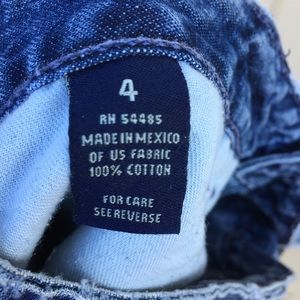 4
RN 54485
MADE IN MEXICO
OF US FABRIC
100% COTTON
FOR CARE
SEE REVERSE